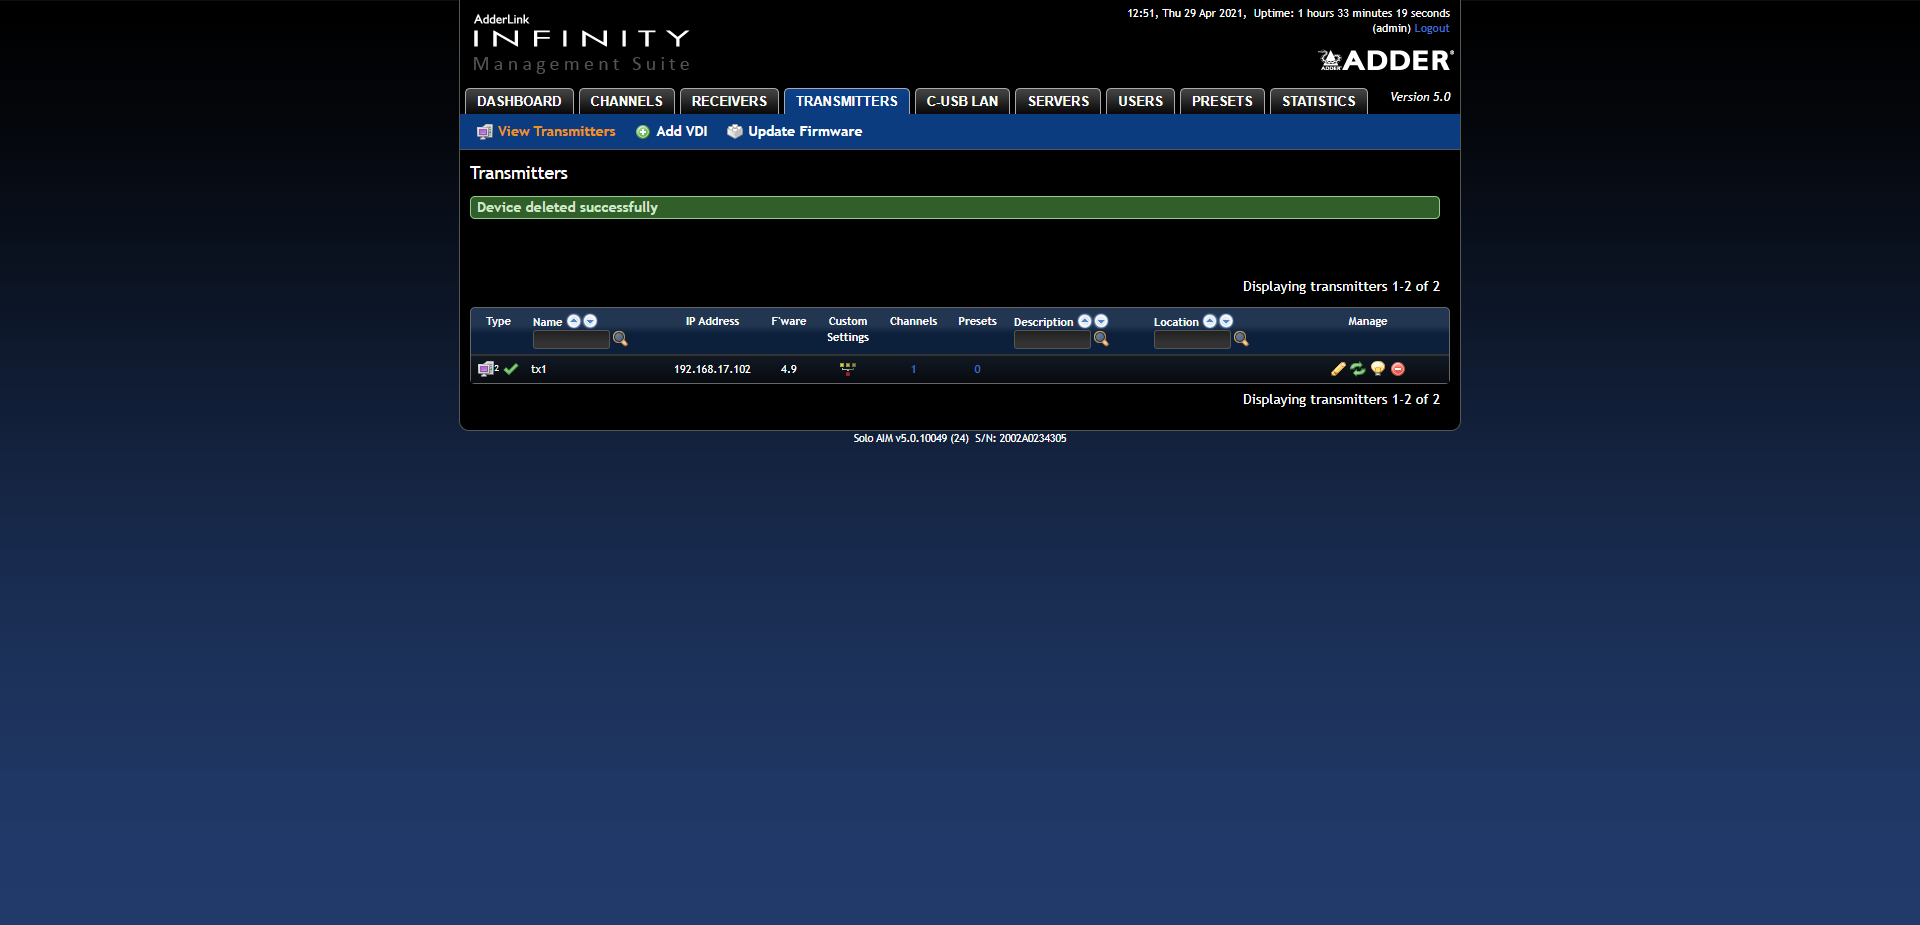 AdderLink
INFINITY
Management Suite
12:51, Thu 29 Apr 2021, Uptime: 1 hours 33 minutes 19 seconds
(admin) Logout
ADDER
ADDER®
DASHBOARD CHANNELS RECEIVERS TRANSMITTERS C-USB LAN SERVERS USERS PRESETS STATISTICS Version 5.0
View Transmitters Add VDI Update Firmware
Transmitters
Device deleted successfully
Displaying transmitters 1-2 of 2
Type Name IP Address F'ware Custom Settings Channels Presets Description Location Manage
2 tx1 192.168.17.102 4.9 1 0
Displaying transmitters 1-2 of 2
Solo AIM v5.0.10049 (24) S/N: 2002A0234305